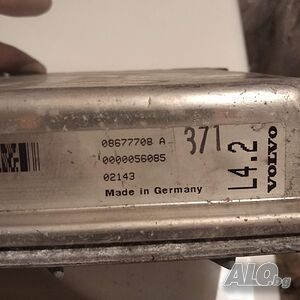 08677708 A
371
0000056085
02143
Made in Germany
L4.2
VOLVO
ALO.bg